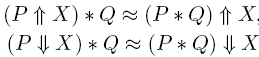 (P ⇑ X) ∗ Q ≈ (P ∗ Q) ⇑ X,
(P ⇓ X) ∗ Q ≈ (P ∗ Q) ⇓ X